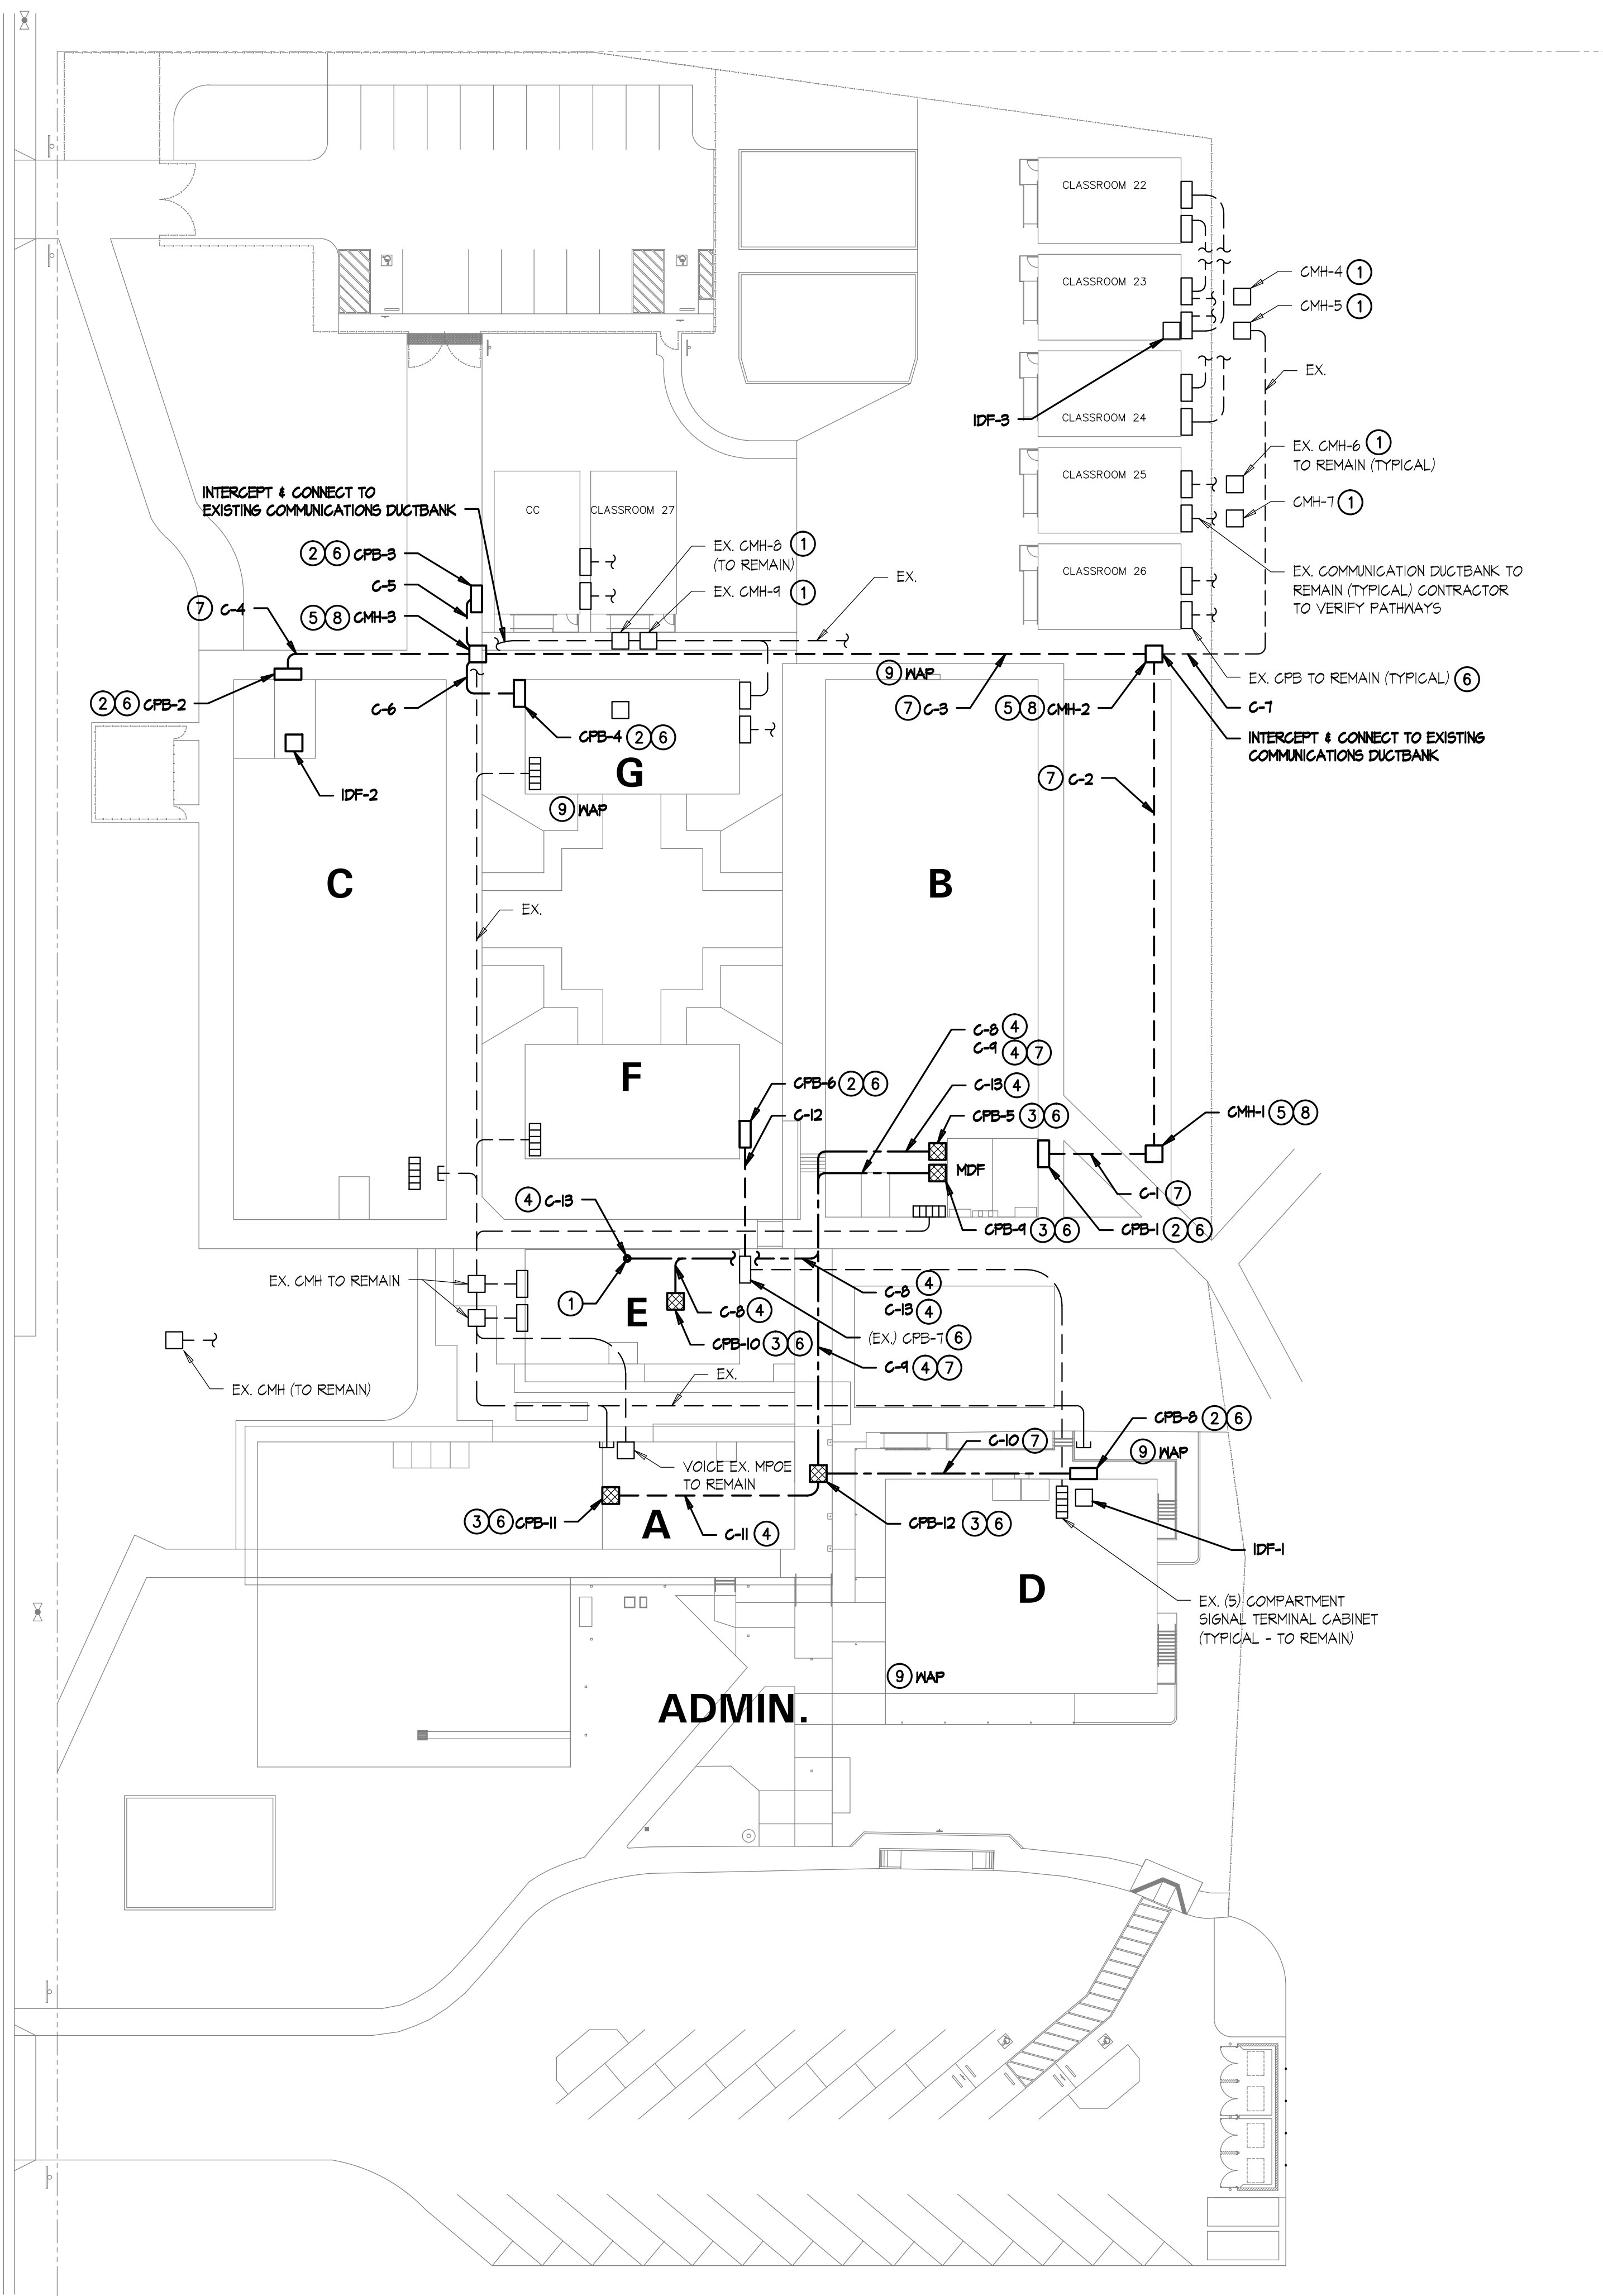 CLASSROOM 22
CLASSROOM 23
CMH-4 1
CMH-5 1
EX.
IDF-3
CLASSROOM 24
EX. CMH-6 1
TO REMAIN (TYPICAL)
CLASSROOM 25
CMH-7 1
INTERCEPT & CONNECT TO
EXISTING COMMUNICATIONS DUCTBANK
CC
CLASSROOM 27
EX. CMH-8 1
(TO REMAIN)
EX. CMH-9 1
EX.
2 6 CPB-3
C-5
7 C-4
5 8 CMH-3
CLASSROOM 26
EX. COMMUNICATION DUCTBANK TO
REMAIN (TYPICAL) CONTRACTOR
TO VERIFY PATHWAYS
9 WAP
EX. CPB TO REMAIN (TYPICAL) 6
2 6 CPB-2
C-6
7 C-3
5 8 CMH-2
C-7
CPB-4 2 6
INTERCEPT & CONNECT TO EXISTING
COMMUNICATIONS DUCTBANK
G
7 C-2
IDF-2
9 WAP
C
B
EX.
C-8 4
C-9 4 7
F
CPB-6 2 6
C-13 4
C-12
CPB-5 3 6
CMH-1 5 8
MDF
4 C-13
C-1 7
CPB-9 3 6
CPB-1 2 6
EX. CMH TO REMAIN
1
E
C-8 4
C-8 4
C-13 4
CPB-10 3 6
(EX.) CPB-7 6
C-9 4 7
EX. CMH (TO REMAIN)
EX.
CPB-8 2 6
C-10 7
9 WAP
VOICE EX. MPOE
TO REMAIN
3 6 CPB-11
A
C-11 4
CPB-12 3 6
IDF-1
D
EX. (5) COMPARTMENT
SIGNAL TERMINAL CABINET
(TYPICAL - TO REMAIN)
9 WAP
ADMIN.